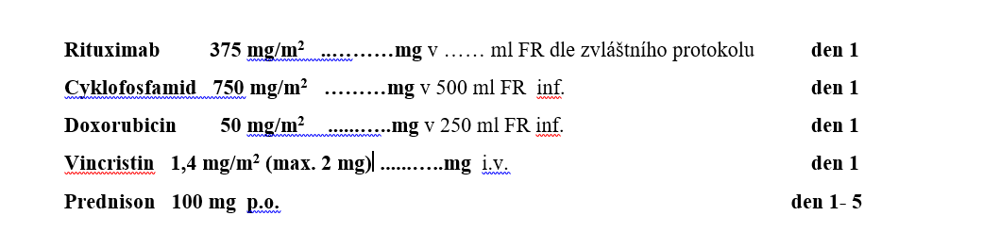 Rituximab 375 mg/m² ...………mg v …… ml FR dle zvláštního protokolu den 1
Cyklofosfamid 750 mg/m² ………mg v 500 ml FR inf. den 1
Doxorubicin 50 mg/m² ......…..mg v 250 ml FR inf. den 1
Vincristin 1,4 mg/m² (max. 2 mg) ......…..mg i.v. den 1
Prednison 100 mg p.o. den 1- 5